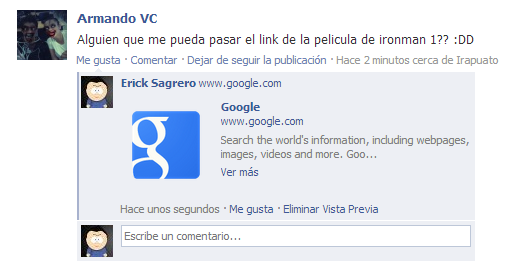 Armando VC
Alguien que me pueda pasar el link de la pelicula de ironman 1?? :DD
Me gusta · Comentar · Dejar de seguir la publicación · Hace 2 minutos cerca de Irapuato
Erick Sagrero www.google.com
g
Google
www.google.com
Search the world's information, including webpages,
images, videos and more. Goo...
Ver más
Hace unos segundos · Me gusta · Eliminar Vista Previa
Escribe un comentario...